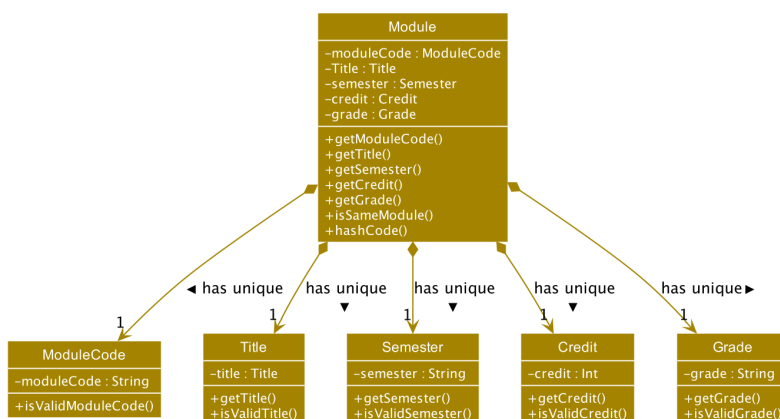 Module
-moduleCode : ModuleCode
-Title : Title
-semester : Semester
-credit : Credit
-grade : Grade
+getModuleCode()
+getTitle()
+getSemester()
+getCredit()
+getGrade()
+isSameModule()
+hashCode()
◄ has unique
has unique
▼
has unique
▼
has unique
▼
has unique►
1
1
1
1
1
ModuleCode
-moduleCode : String
+isValidModuleCode()
Title
-title : Title
+getTitle()
+isValidTitle()
Semester
-semester : String
+getSemester()
+isValidSemester()
Credit
-credit : Int
+getCredit()
+isValidCredit()
Grade
-grade : String
+getGrade()
+isValidGrade()